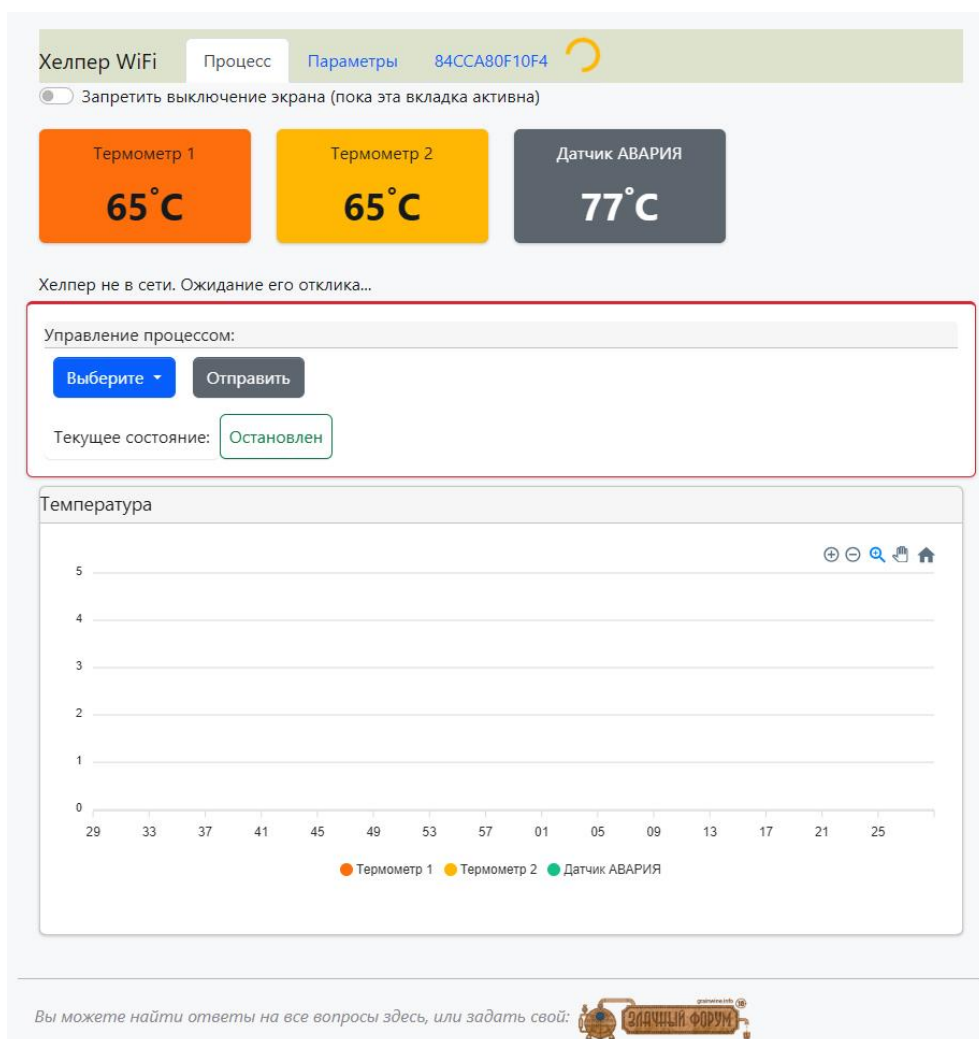 Хелпер WiFi Процесс Параметры 84CCA80F10F4
Запретить выключение экрана (пока эта вкладка активна)
Термометр 1 Термометр 2 Датчик АВАРИЯ
65°C 65°C 77°C
Хелпер не в сети. Ожидание его отклика...
Управление процессом:
Выберите Отправить
Текущее состояние: Остановлен
Температура
5
4
3
2
1
0
29 33 37 41 45 49 53 57 01 05 09 13 17 21 25
Термометр 1 Термометр 2 Датчик АВАРИЯ
grainwine.info 18
Вы можете найти ответы на все вопросы здесь, или задать свой: ЗЛАЧНЫЙ ФОРУМ